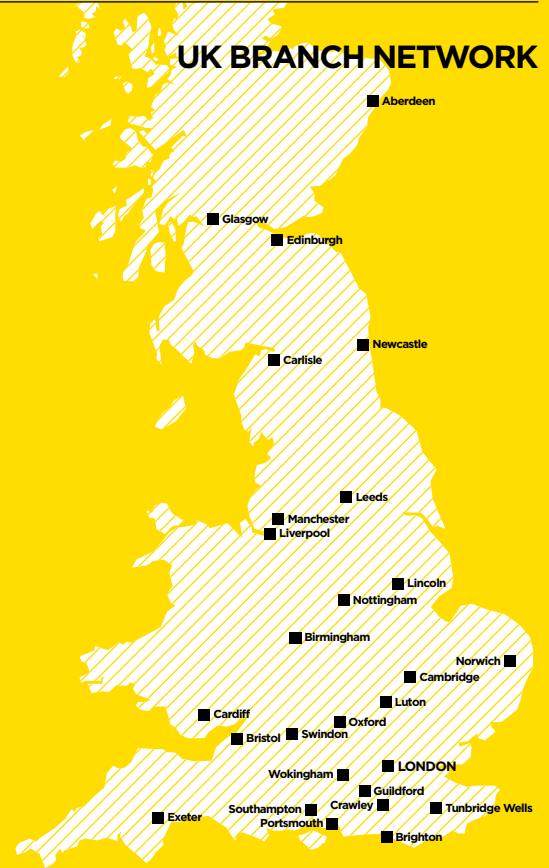 UK BRANCH NETWORK
Aberdeen
Glasgow
Edinburgh
Newcastle
Carlisle
Leeds
Manchester
Liverpool
Lincoln
Nottingham
Birmingham
Norwich
Cambridge
Luton
Cardiff
Oxford
Swindon
Bristol
LONDON
Wokingham
Guildford
Crawley
Southampton
Tunbridge Wells
Exeter
Portsmouth
Brighton